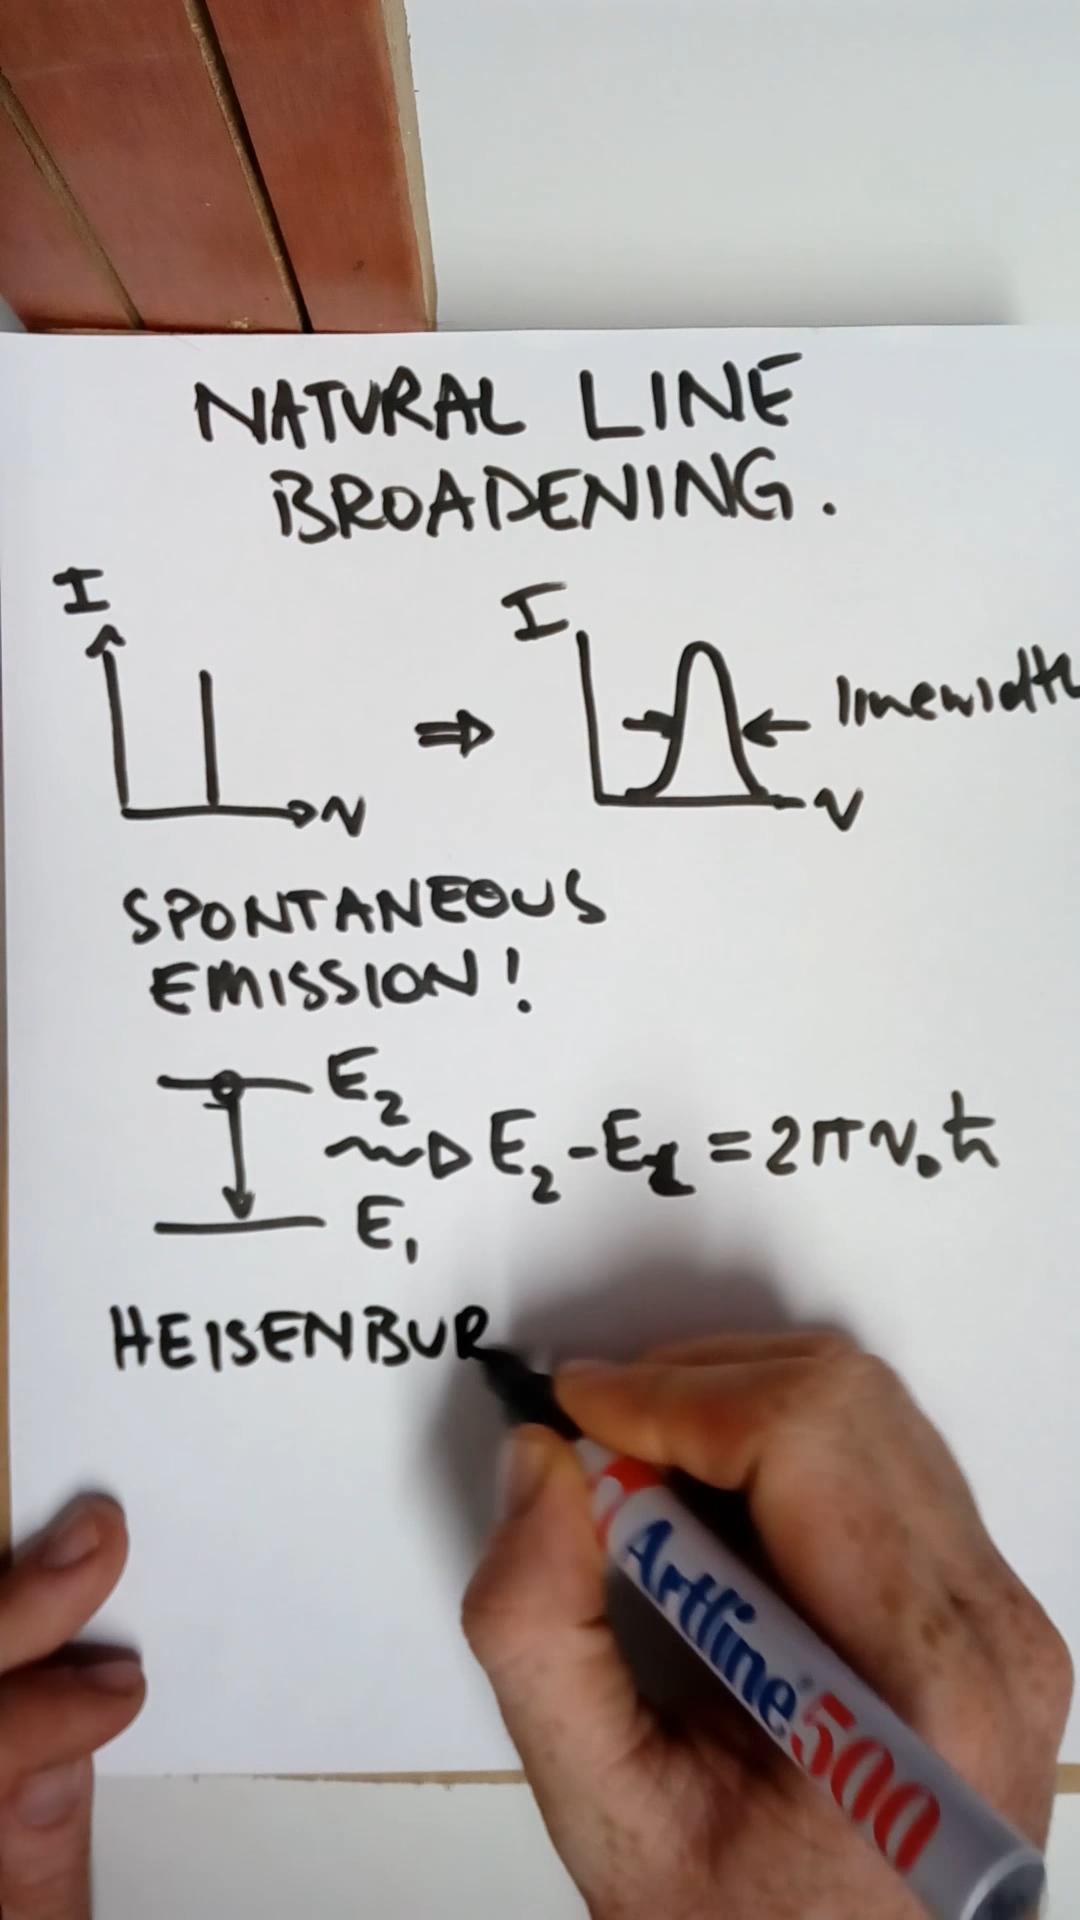 NATURAL LINE
BROADENING.
I
I
linewidth
ν
ν
SPONTANEOUS
EMISSION!
E₂
E₂-E₁ = 2πν₀ħ
E₁
HEISENBUR
Artline 500